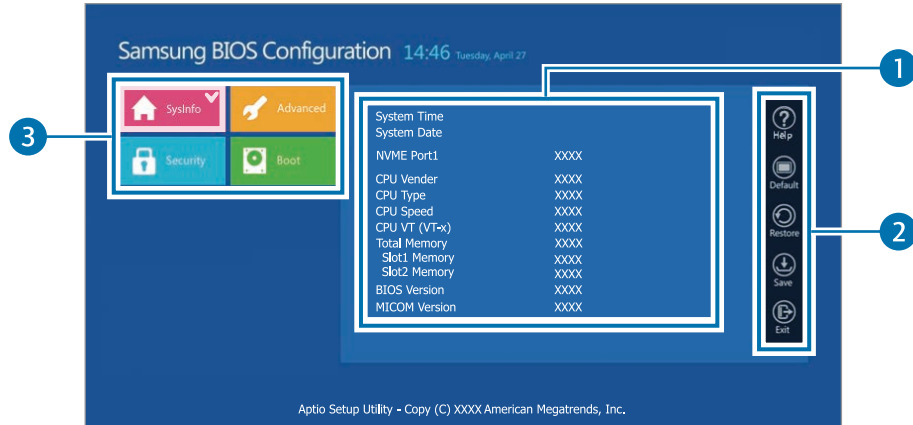 Samsung BIOS Configuration 14:46 Tuesday, April 27
1
SysInfo
Advanced
3
Security
Boot
System Time
System Date
NVME Port1 XXXX
CPU Vender XXXX
CPU Type XXXX
CPU Speed XXXX
CPU VT (VT-x) XXXX
Total Memory XXXX
Slot1 Memory XXXX
Slot2 Memory XXXX
BIOS Version XXXX
MICOM Version XXXX
Help
Default
Restore
2
Save
Exit
Aptio Setup Utility - Copy (C) XXXX American Megatrends, Inc.